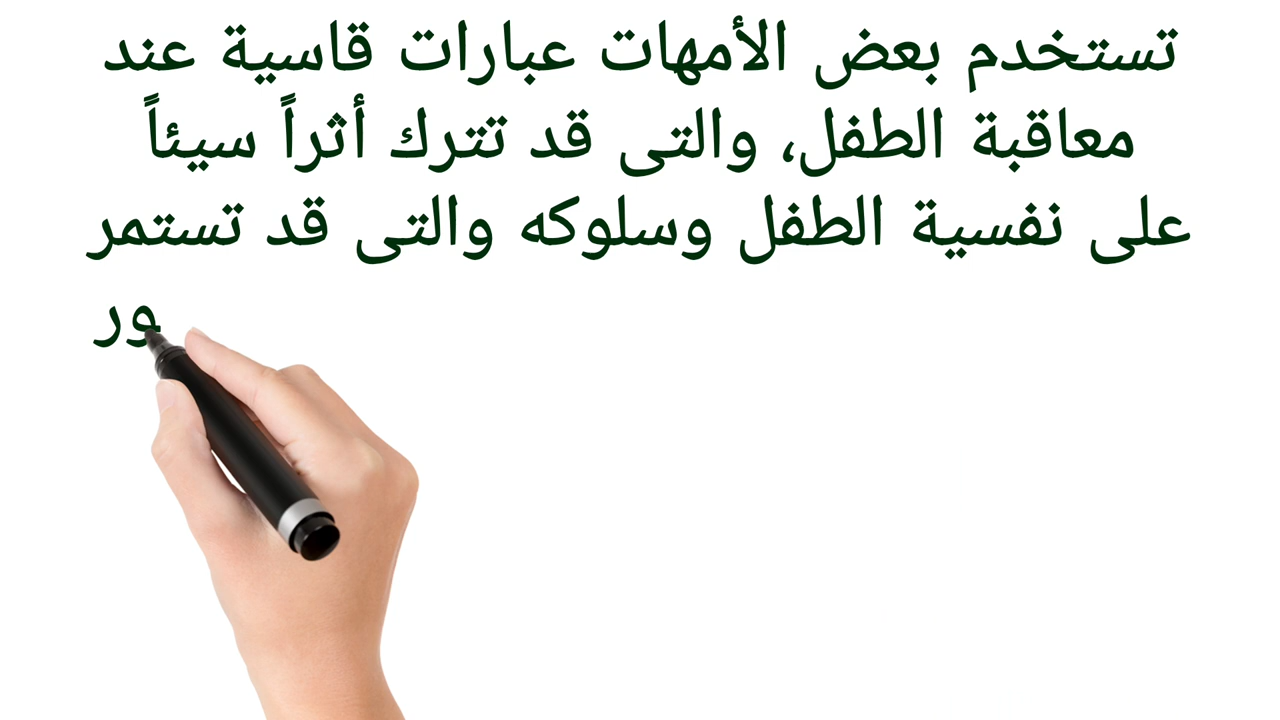 تستخدم بعض الأمهات عبارات قاسية عند
معاقبة الطفل، والتى قد تترك أثراً سيئاً
على نفسية الطفل وسلوكه والتى قد تستمر